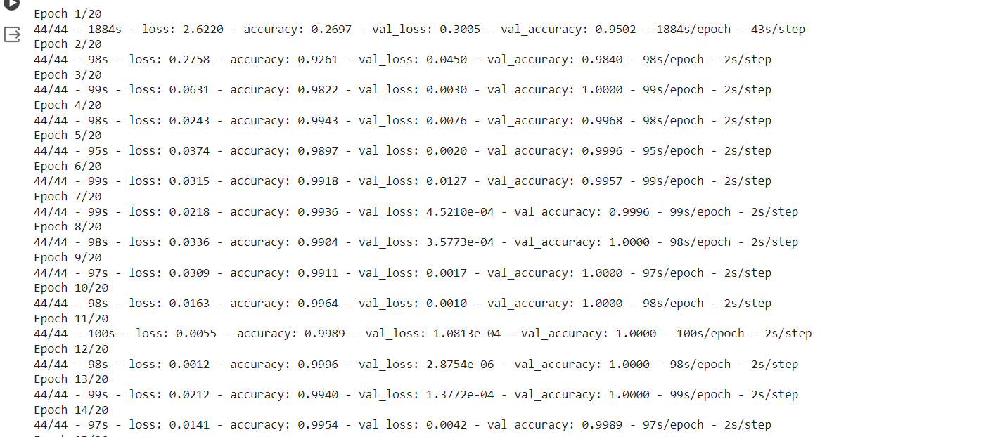 Epoch 1/20
44/44 - 1884s - loss: 2.6220 - accuracy: 0.2697 - val_loss: 0.3005 - val_accuracy: 0.9502 - 1884s/epoch - 43s/step
Epoch 2/20
44/44 - 98s - loss: 0.2758 - accuracy: 0.9261 - val_loss: 0.0450 - val_accuracy: 0.9840 - 98s/epoch - 2s/step
Epoch 3/20
44/44 - 99s - loss: 0.0631 - accuracy: 0.9822 - val_loss: 0.0030 - val_accuracy: 1.0000 - 99s/epoch - 2s/step
Epoch 4/20
44/44 - 98s - loss: 0.0243 - accuracy: 0.9943 - val_loss: 0.0076 - val_accuracy: 0.9968 - 98s/epoch - 2s/step
Epoch 5/20
44/44 - 95s - loss: 0.0374 - accuracy: 0.9897 - val_loss: 0.0020 - val_accuracy: 0.9996 - 95s/epoch - 2s/step
Epoch 6/20
44/44 - 99s - loss: 0.0315 - accuracy: 0.9918 - val_loss: 0.0127 - val_accuracy: 0.9957 - 99s/epoch - 2s/step
Epoch 7/20
44/44 - 99s - loss: 0.0218 - accuracy: 0.9936 - val_loss: 4.5210e-04 - val_accuracy: 0.9996 - 99s/epoch - 2s/step
Epoch 8/20
44/44 - 98s - loss: 0.0336 - accuracy: 0.9904 - val_loss: 3.5773e-04 - val_accuracy: 1.0000 - 98s/epoch - 2s/step
Epoch 9/20
44/44 - 97s - loss: 0.0309 - accuracy: 0.9911 - val_loss: 0.0017 - val_accuracy: 1.0000 - 97s/epoch - 2s/step
Epoch 10/20
44/44 - 98s - loss: 0.0163 - accuracy: 0.9964 - val_loss: 0.0010 - val_accuracy: 1.0000 - 98s/epoch - 2s/step
Epoch 11/20
44/44 - 100s - loss: 0.0055 - accuracy: 0.9989 - val_loss: 1.0813e-04 - val_accuracy: 1.0000 - 100s/epoch - 2s/step
Epoch 12/20
44/44 - 98s - loss: 0.0012 - accuracy: 0.9996 - val_loss: 2.8754e-06 - val_accuracy: 1.0000 - 98s/epoch - 2s/step
Epoch 13/20
44/44 - 99s - loss: 0.0212 - accuracy: 0.9940 - val_loss: 1.3772e-04 - val_accuracy: 1.0000 - 99s/epoch - 2s/step
Epoch 14/20
44/44 - 97s - loss: 0.0141 - accuracy: 0.9954 - val_loss: 0.0042 - val_accuracy: 0.9989 - 97s/epoch - 2s/step